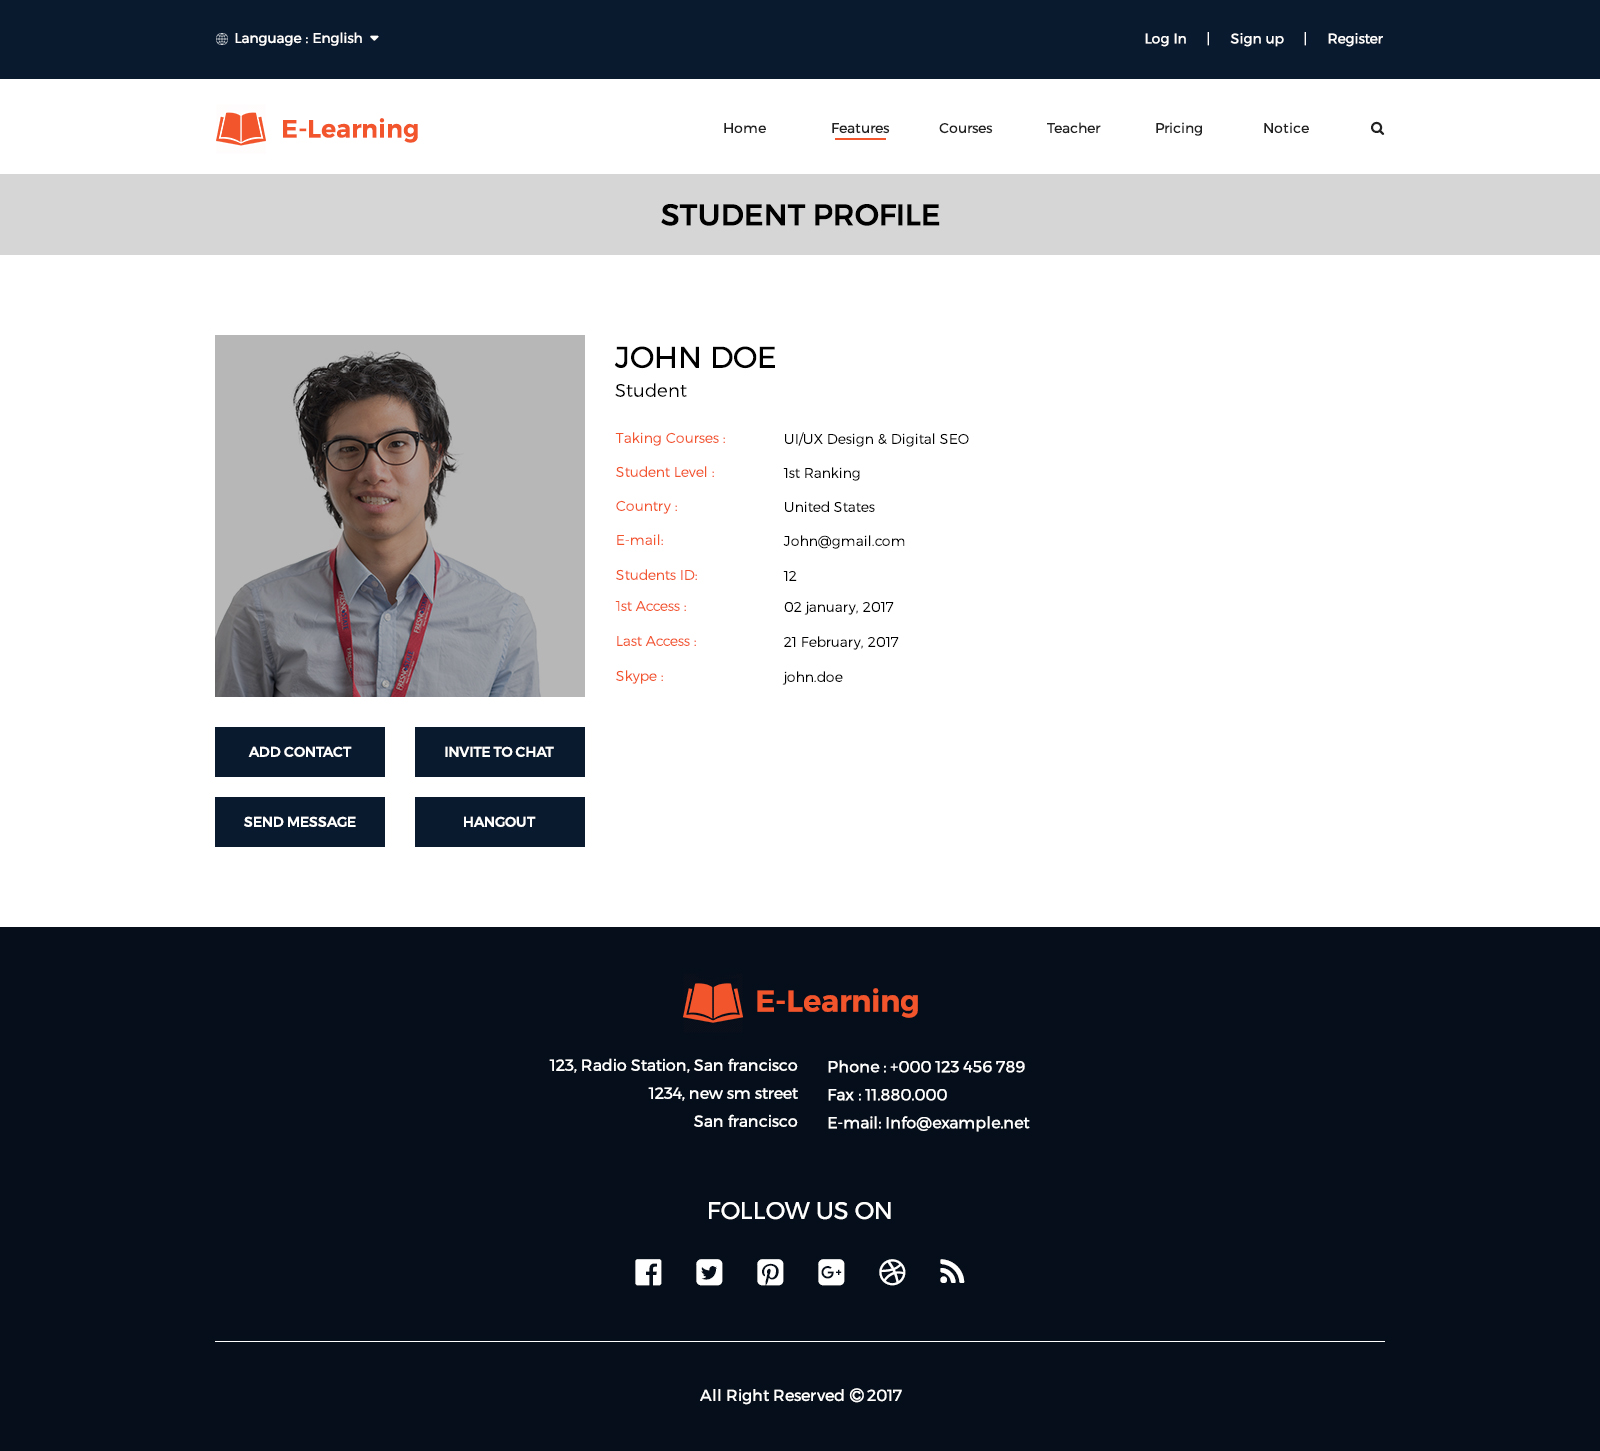 Language : English
Log In | Sign up | Register
E-Learning
Home Features Courses Teacher Pricing Notice
STUDENT PROFILE
JOHN DOE
Student
Taking Courses : UI/UX Design & Digital SEO
Student Level : 1st Ranking
Country : United States
E-mail: John@gmail.com
Students ID: 12
1st Access : 02 january, 2017
Last Access : 21 February, 2017
Skype : john.doe
ADD CONTACT INVITE TO CHAT
SEND MESSAGE HANGOUT
E-Learning
123, Radio Station, San francisco
1234, new sm street
San francisco
Phone : +000 123 456 789
Fax : 11.880.000
E-mail: Info@example.net
FOLLOW US ON
All Right Reserved © 2017